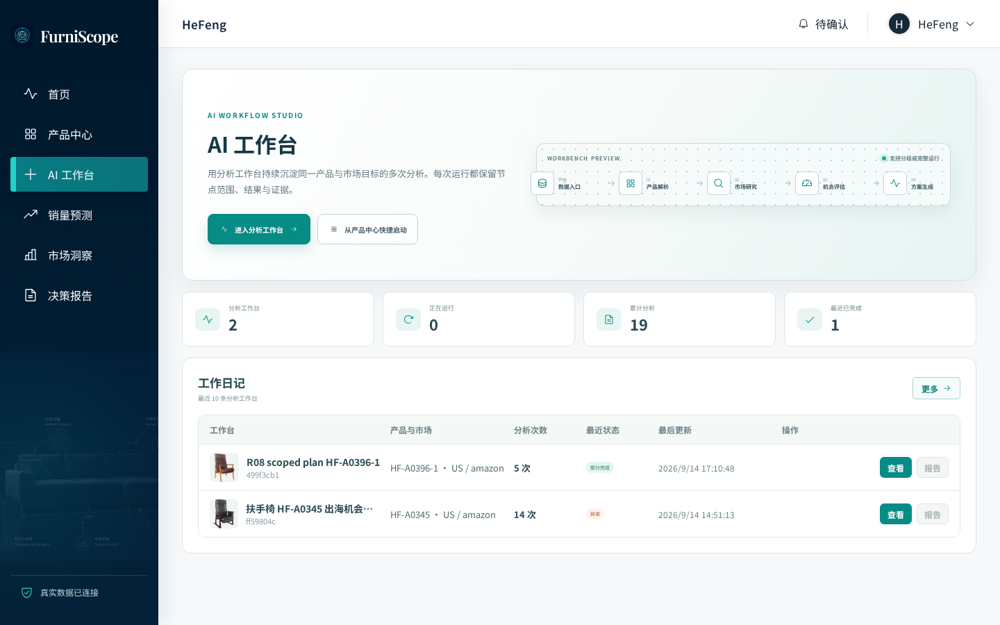 FurniScope
首页
产品中心
AI 工作台
销量预测
市场洞察
决策报告
真实数据已连接
HeFeng
待确认
H
HeFeng
AI WORKFLOW STUDIO
AI 工作台
用分析工作台持续沉淀同一产品与市场目标的多次分析。每次运行都保留节
点范围、结果与证据。
进入分析工作台
从产品中心快捷启动
WORKBENCH PREVIEW
支持分段或完整运行
开始
数据入口
01
产品解析
02
市场研究
03
机会评估
04
方案生成
分析工作台
2
正在运行
0
累计分析
19
最近已完成
1
工作日记
最近 10 条分析工作台
更多
工作台 产品与市场 分析次数 最近状态 最后更新 操作
R08 scoped plan HF-A0396-1
499f3cb1
HF-A0396-1 • US / amazon
5 次
部分完成
2026/9/14 17:10:48
查看
报告
扶手椅 HF-A0345 出海机会…
ff59804c
HF-A0345 • US / amazon
14 次
异常
2026/9/14 14:51:13
查看
报告